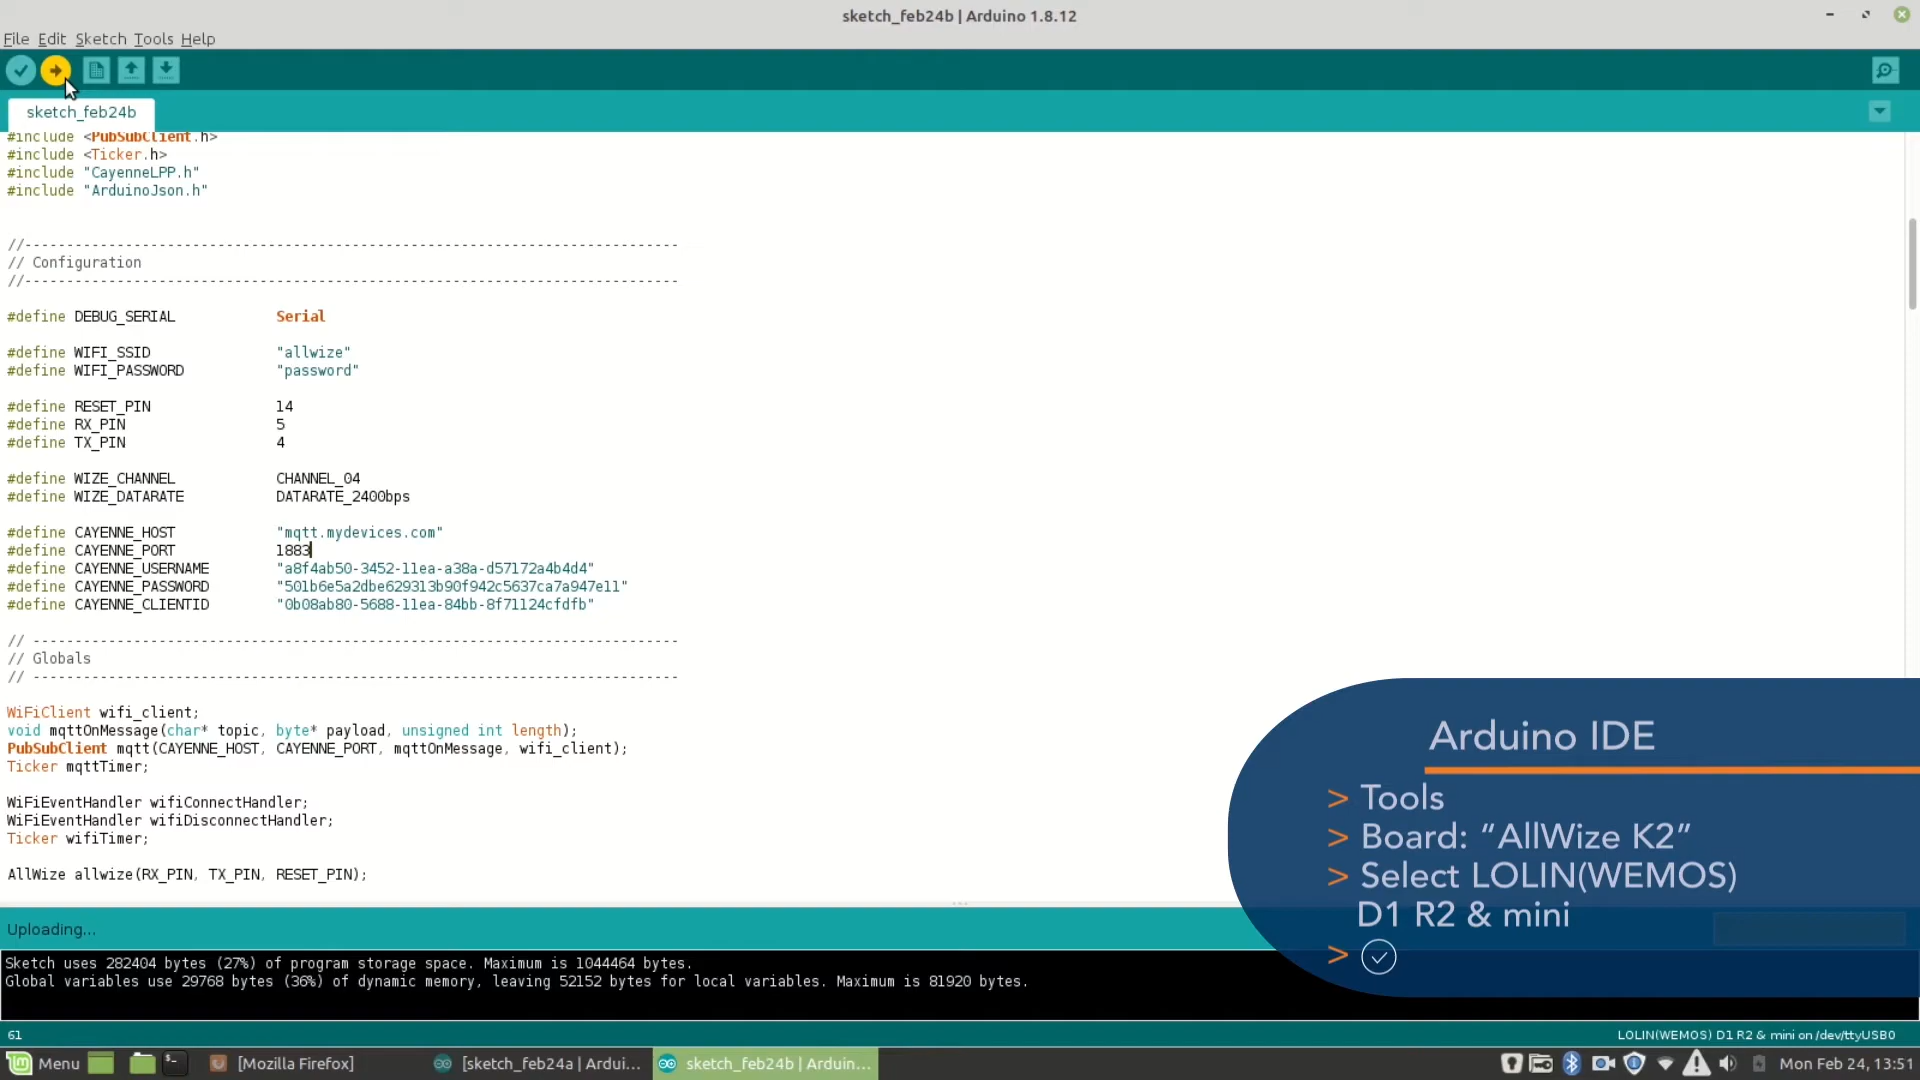 sketch_feb24b | Arduino 1.8.12
File Edit Sketch Tools Help
sketch_feb24b
#include <PubSubClient.h>
#include <Ticker.h>
#include "CayenneLPP.h"
#include "ArduinoJson.h"
//------------------------------------------------------------------------------
// Configuration
//------------------------------------------------------------------------------
#define DEBUG_SERIAL Serial
#define WIFI_SSID "allwize"
#define WIFI_PASSWORD "password"
#define RESET_PIN 14
#define RX_PIN 5
#define TX_PIN 4
#define WIZE_CHANNEL CHANNEL_04
#define WIZE_DATARATE DATARATE_2400bps
#define CAYENNE_HOST "mqtt.mydevices.com"
#define CAYENNE_PORT 1883
#define CAYENNE_USERNAME "a8f4ab50-3452-11ea-a38a-d57172a4b4d4"
#define CAYENNE_PASSWORD "501b6e5a2dbe629313b90f942c5637ca7a947e11"
#define CAYENNE_CLIENTID "0b08ab80-5688-11ea-84bb-8f71124cfdfb"
// -----------------------------------------------------------------------------
// Globals
// -----------------------------------------------------------------------------
WiFiClient wifi_client;
void mqttOnMessage(char* topic, byte* payload, unsigned int length);
PubSubClient mqtt(CAYENNE_HOST, CAYENNE_PORT, mqttOnMessage, wifi_client);
Ticker mqttTimer;
WiFiEventHandler wifiConnectHandler;
WiFiEventHandler wifiDisconnectHandler;
Ticker wifiTimer;
AllWize allwize(RX_PIN, TX_PIN, RESET_PIN);
Arduino IDE
> Tools
> Board: “AllWize K2”
> Select LOLIN(WEMOS)
D1 R2 & mini
>
Uploading...
Sketch uses 282404 bytes (27%) of program storage space. Maximum is 1044464 bytes.
Global variables use 29768 bytes (36%) of dynamic memory, leaving 52152 bytes for local variables. Maximum is 81920 bytes.
61
LOLIN(WEMOS) D1 R2 & mini on /dev/ttyUSB0
Menu [Mozilla Firefox] [sketch_feb24a | Ardui... sketch_feb24b | Arduin... Mon Feb 24, 13:51